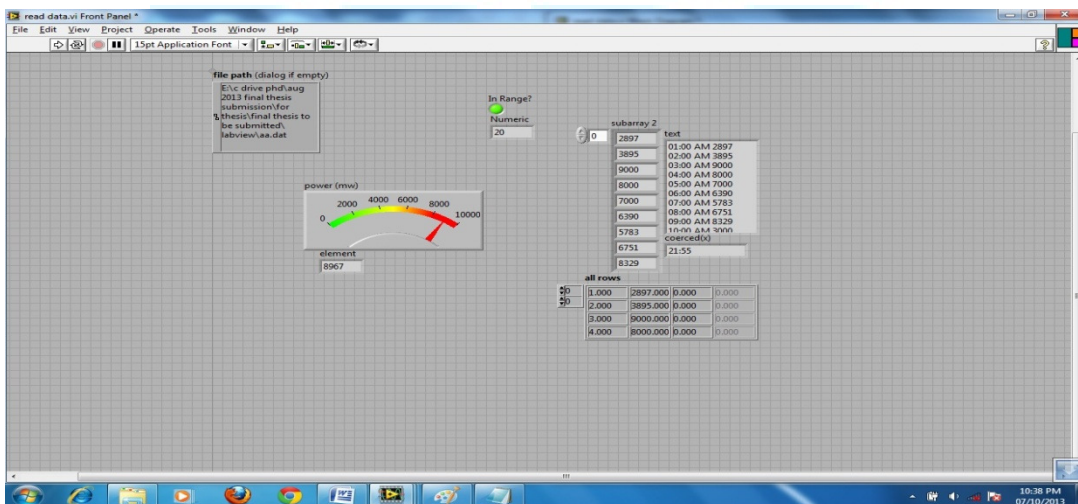 read data.vi Front Panel *
File Edit View Project Operate Tools Window Help
15pt Application Font
file path (dialog if empty)
E:\c drive phd\aug
2013 final thesis
submission\for
thesis\final thesis to
be submitted\
labview\aa.dat
In Range?
Numeric
20
subarray 2
0
2897
3895
9000
8000
7000
6390
5783
6751
8329
text
01:00 AM 2897
02:00 AM 3895
03:00 AM 9000
04:00 AM 8000
05:00 AM 7000
06:00 AM 6390
07:00 AM 5783
08:00 AM 6751
09:00 AM 8329
10:00 AM 3000
coerced(x)
21:55
power (mw)
0 2000 4000 6000 8000 10000
element
8967
all rows
0
0
1.000 2897.000 0.000 0.000
2.000 3895.000 0.000 0.000
3.000 9000.000 0.000 0.000
4.000 8000.000 0.000 0.000
10:38 PM
07/10/2013